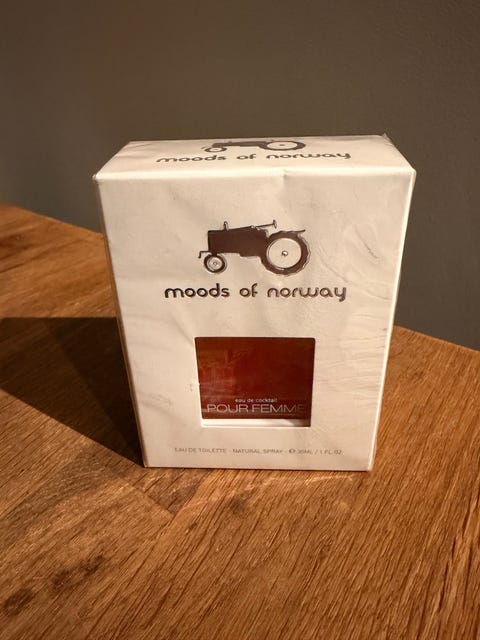 moods of norway
moods of norway
eau de cocktail
POUR FEMME
EAU DE TOILETTE - NATURAL SPRAY - ℮ 30ML / 1 FL.OZ